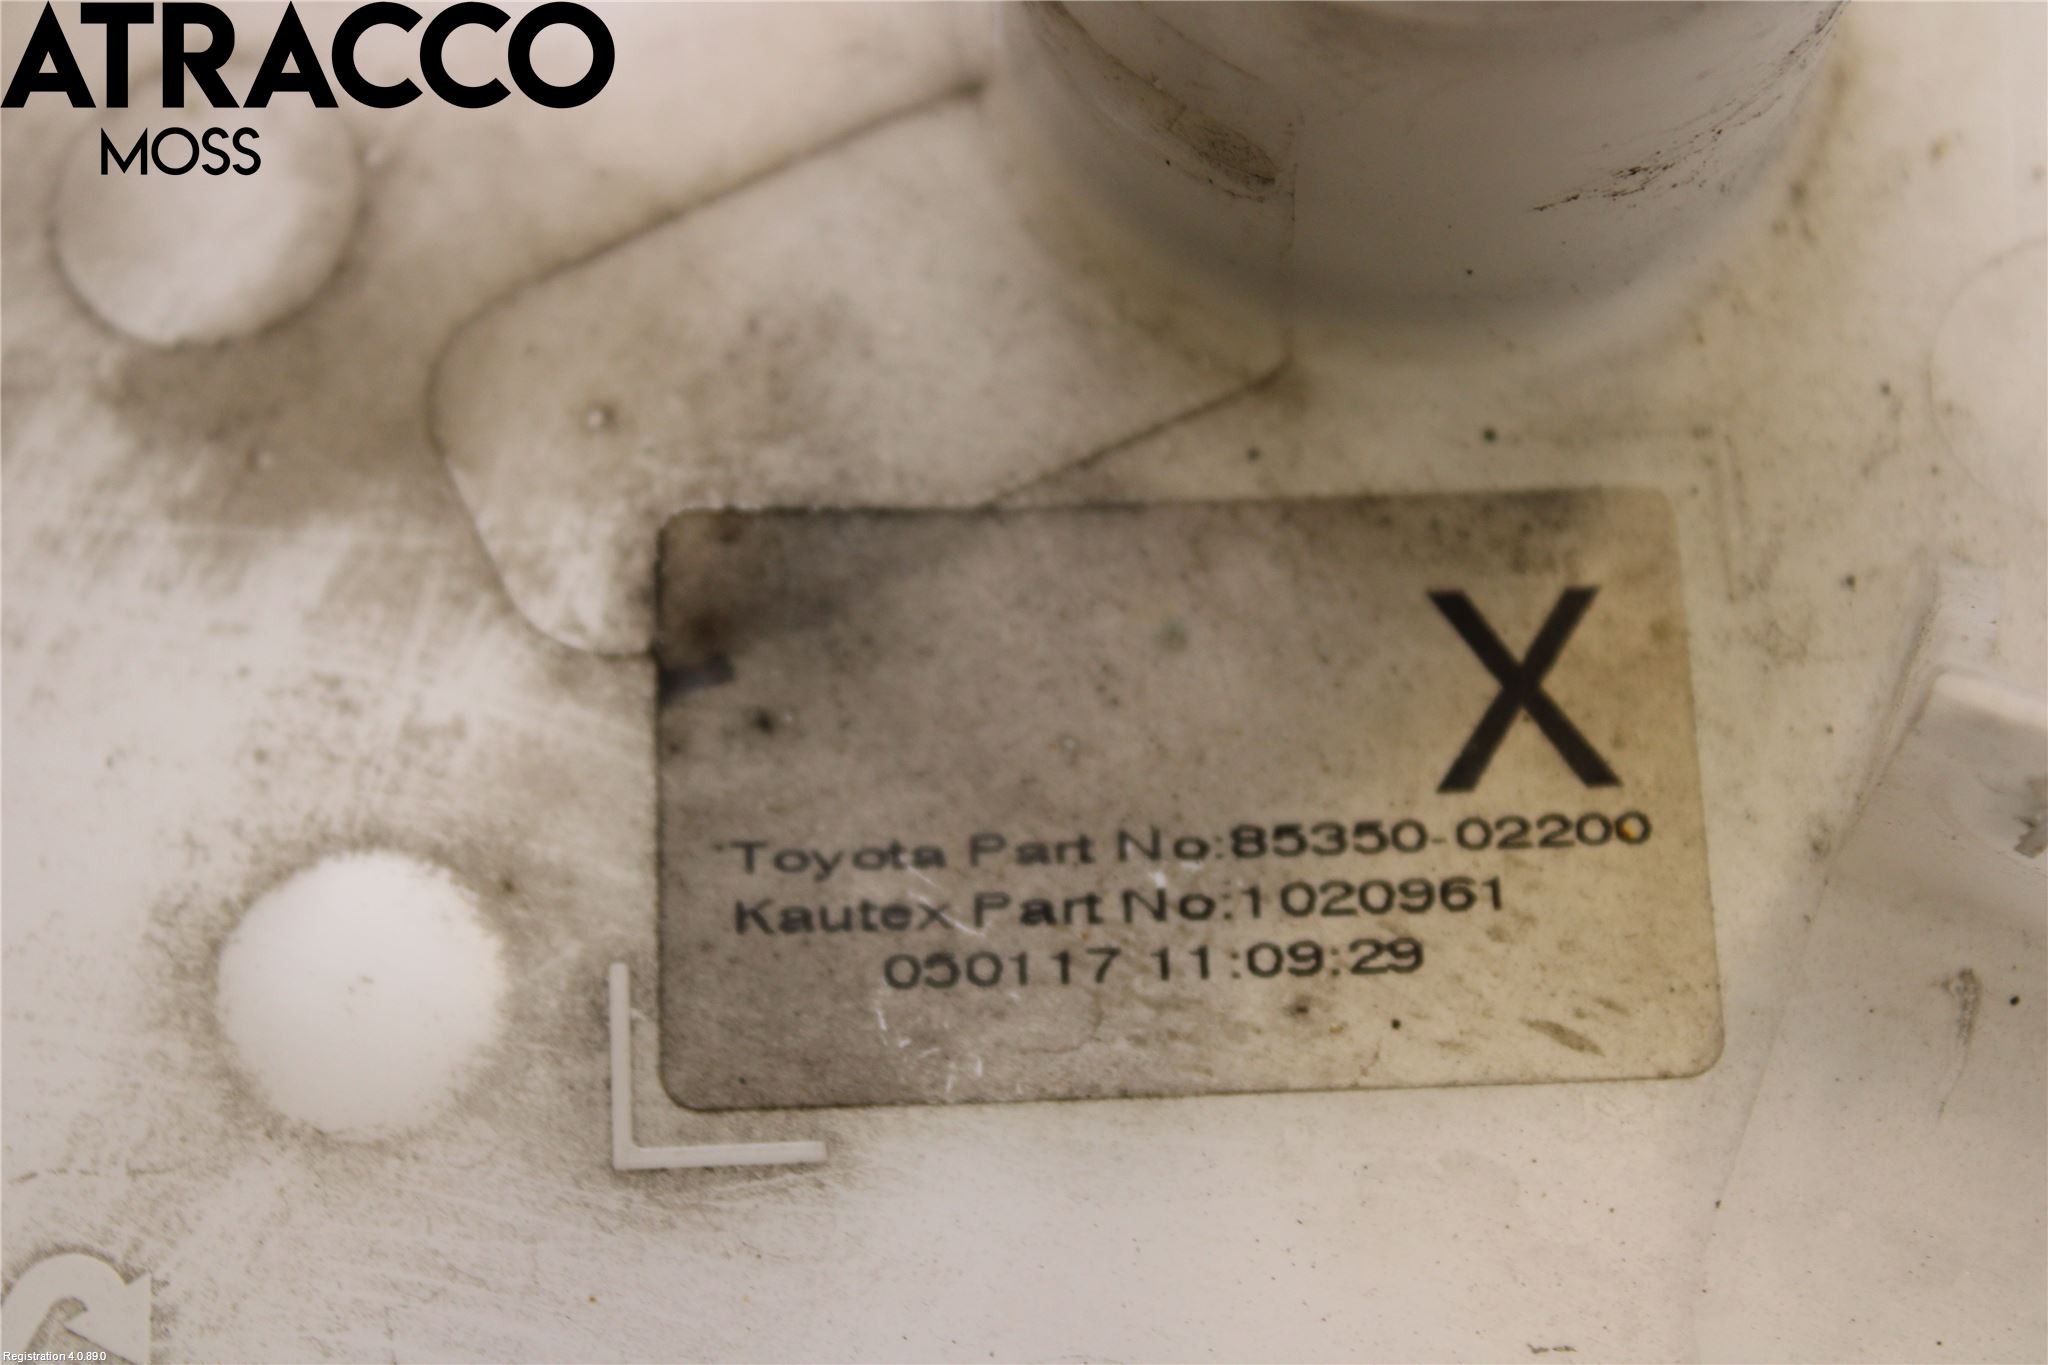 ATRACCO
MOSS
X
Toyota Part No:85350-02200
Kautex Part No:1020961
050117 11:09:29
Registration 4.0.89.0